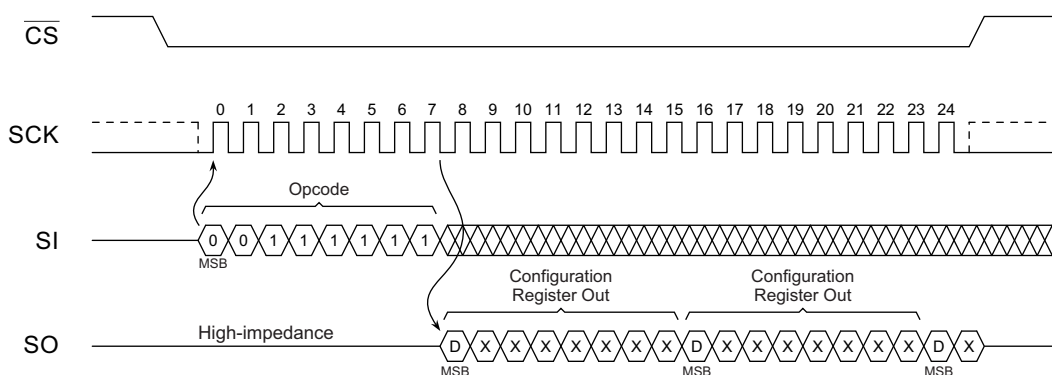 CS
0 1 2 3 4 5 6 7 8 9 10 11 12 13 14 15 16 17 18 19 20 21 22 23 24
SCK
Opcode
SI
0 0 1 1 1 1 1 1
MSB
Configuration
Register Out
Configuration
Register Out
High-impedance
SO
D X X X X X X X D X X X X X X X D X
MSB MSB MSB